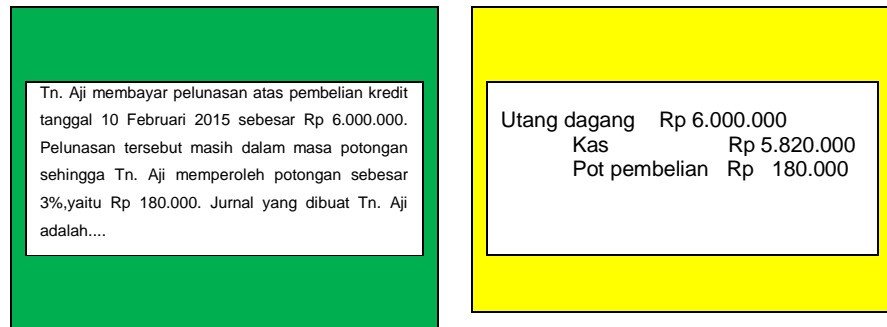 Tn. Aji membayar pelunasan atas pembelian kredit
tanggal 10 Februari 2015 sebesar Rp 6.000.000.
Pelunasan tersebut masih dalam masa potongan
sehingga Tn. Aji memperoleh potongan sebesar
3%,yaitu Rp 180.000. Jurnal yang dibuat Tn. Aji
adalah....
Utang dagang Rp 6.000.000
Kas Rp 5.820.000
Pot pembelian Rp 180.000